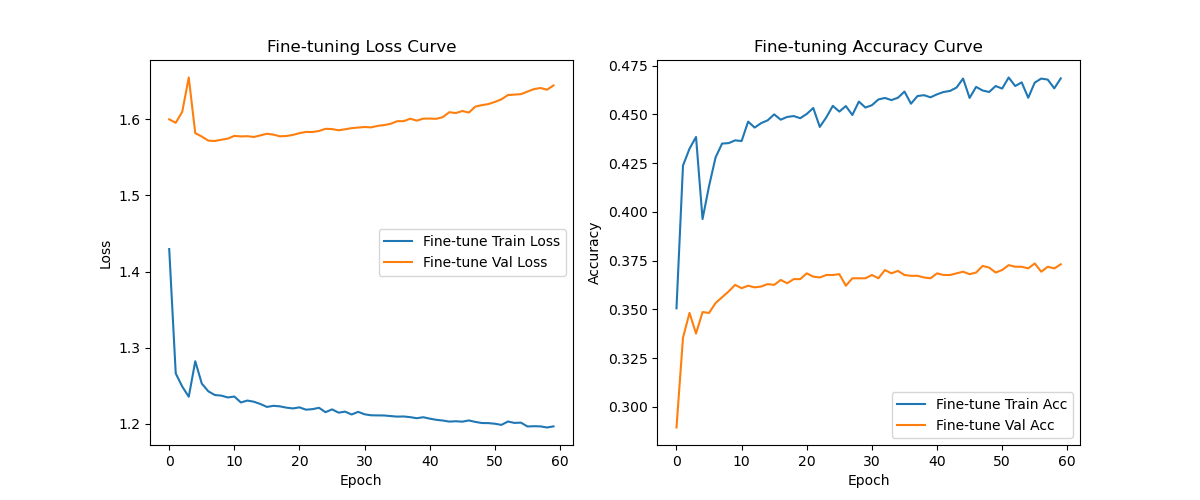 Fine-tuning Loss Curve
Loss
1.6
1.5
1.4
1.3
1.2
Fine-tune Train Loss
Fine-tune Val Loss
0 10 20 30 40 50 60
Epoch
Fine-tuning Accuracy Curve
Accuracy
0.475
0.450
0.425
0.400
0.375
0.350
0.325
0.300
Fine-tune Train Acc
Fine-tune Val Acc
0 10 20 30 40 50 60
Epoch